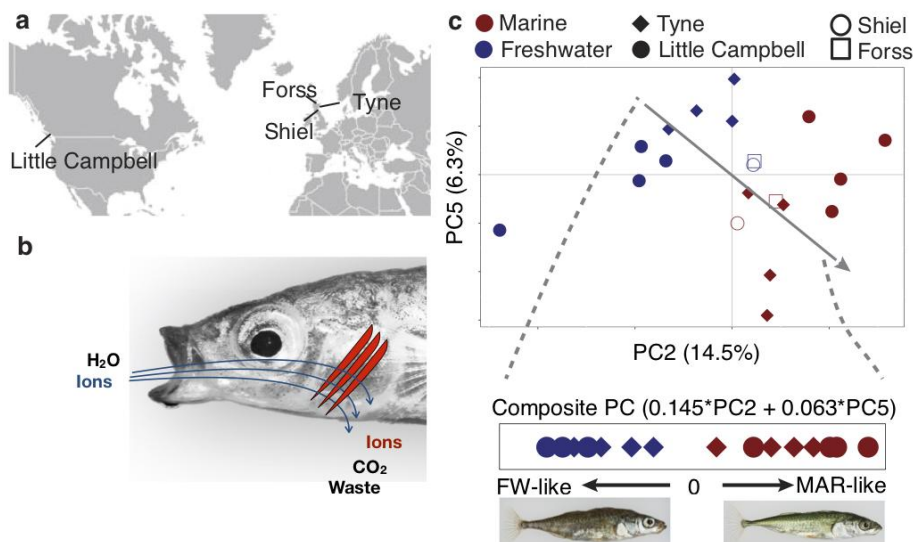 a
Forss
Tyne
Shiel
Little Campbell
b
H₂O
Ions
Ions
CO₂
Waste
c
Marine
Tyne
Shiel
Freshwater
Little Campbell
Forss
PC5 (6.3%)
PC2 (14.5%)
Composite PC (0.145*PC2 + 0.063*PC5)
FW-like
0
MAR-like